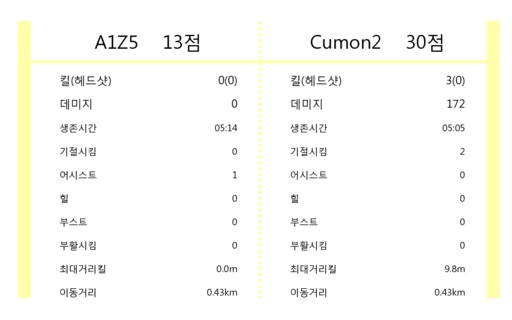 A1Z5 13점 Cumon2 30점
킬(헤드샷) 0(0) 킬(헤드샷) 3(0)
데미지 0 데미지 172
생존시간 05:14 생존시간 05:05
기절시킴 0 기절시킴 2
어시스트 1 어시스트 0
힐 0 힐 0
부스트 0 부스트 0
부활시킴 0 부활시킴 0
최대거리킬 0.0m 최대거리킬 9.8m
이동거리 0.43km 이동거리 0.43km